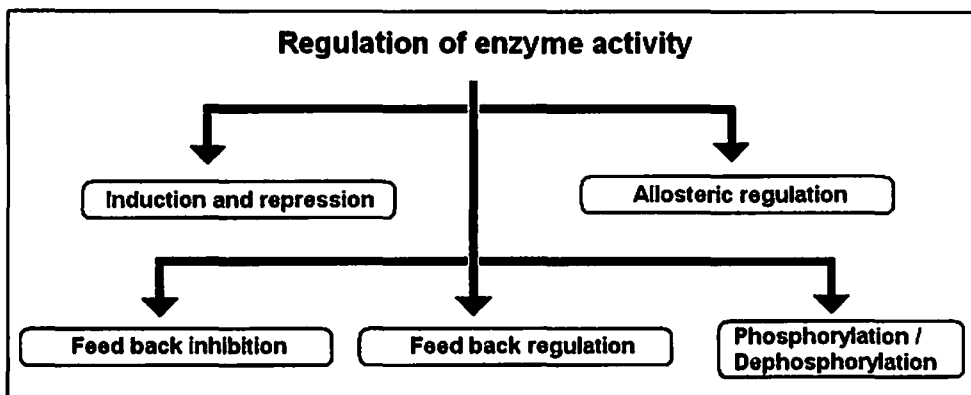 Regulation of enzyme activity
Induction and repression
Allosteric regulation
Feed back inhibition
Feed back regulation
Phosphorylation /
Dephosphorylation